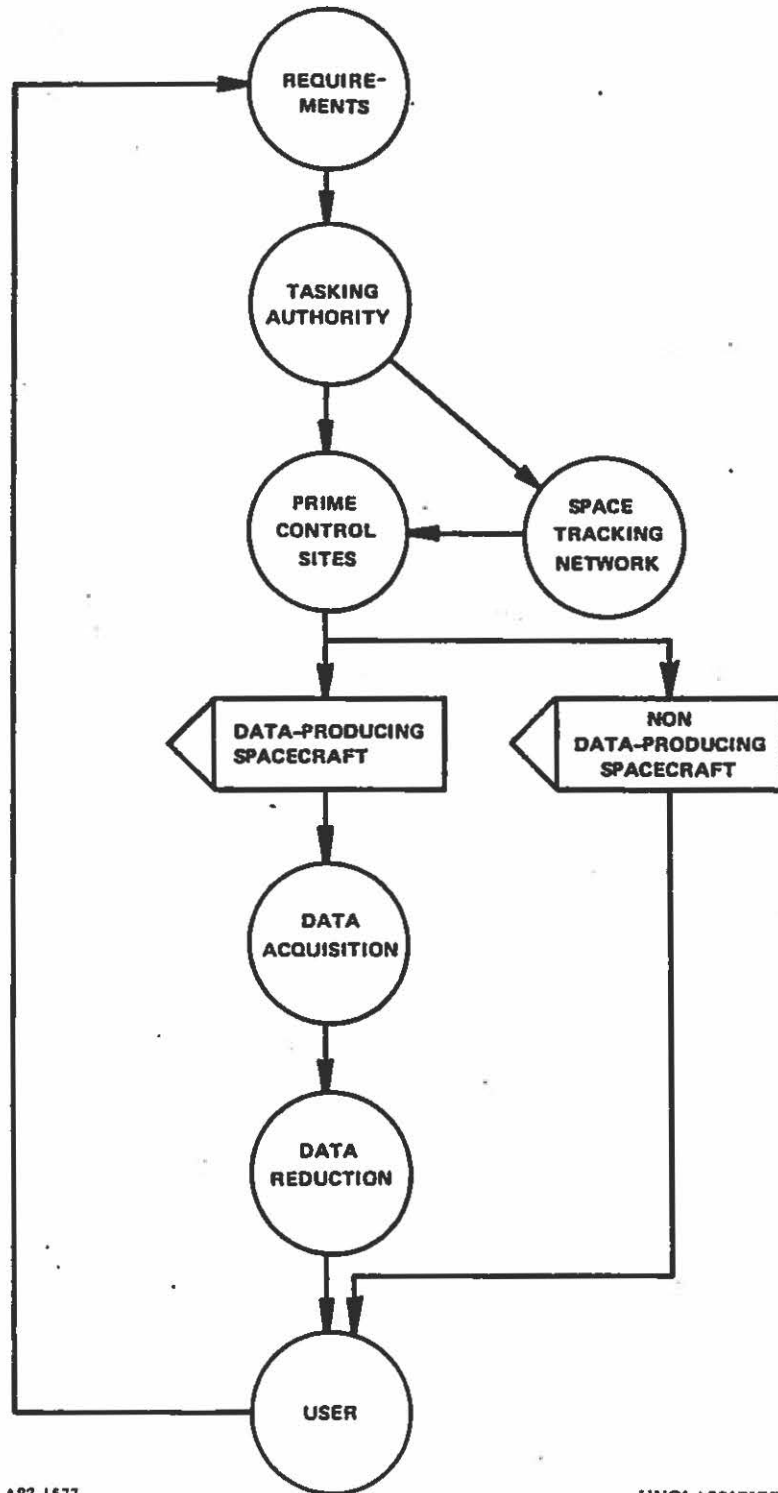 REQUIRE-
MENTS
TASKING
AUTHORITY
PRIME
CONTROL
SITES
SPACE
TRACKING
NETWORK
DATA-PRODUCING
SPACECRAFT
NON
DATA-PRODUCING
SPACECRAFT
DATA
ACQUISITION
DATA
REDUCTION
USER